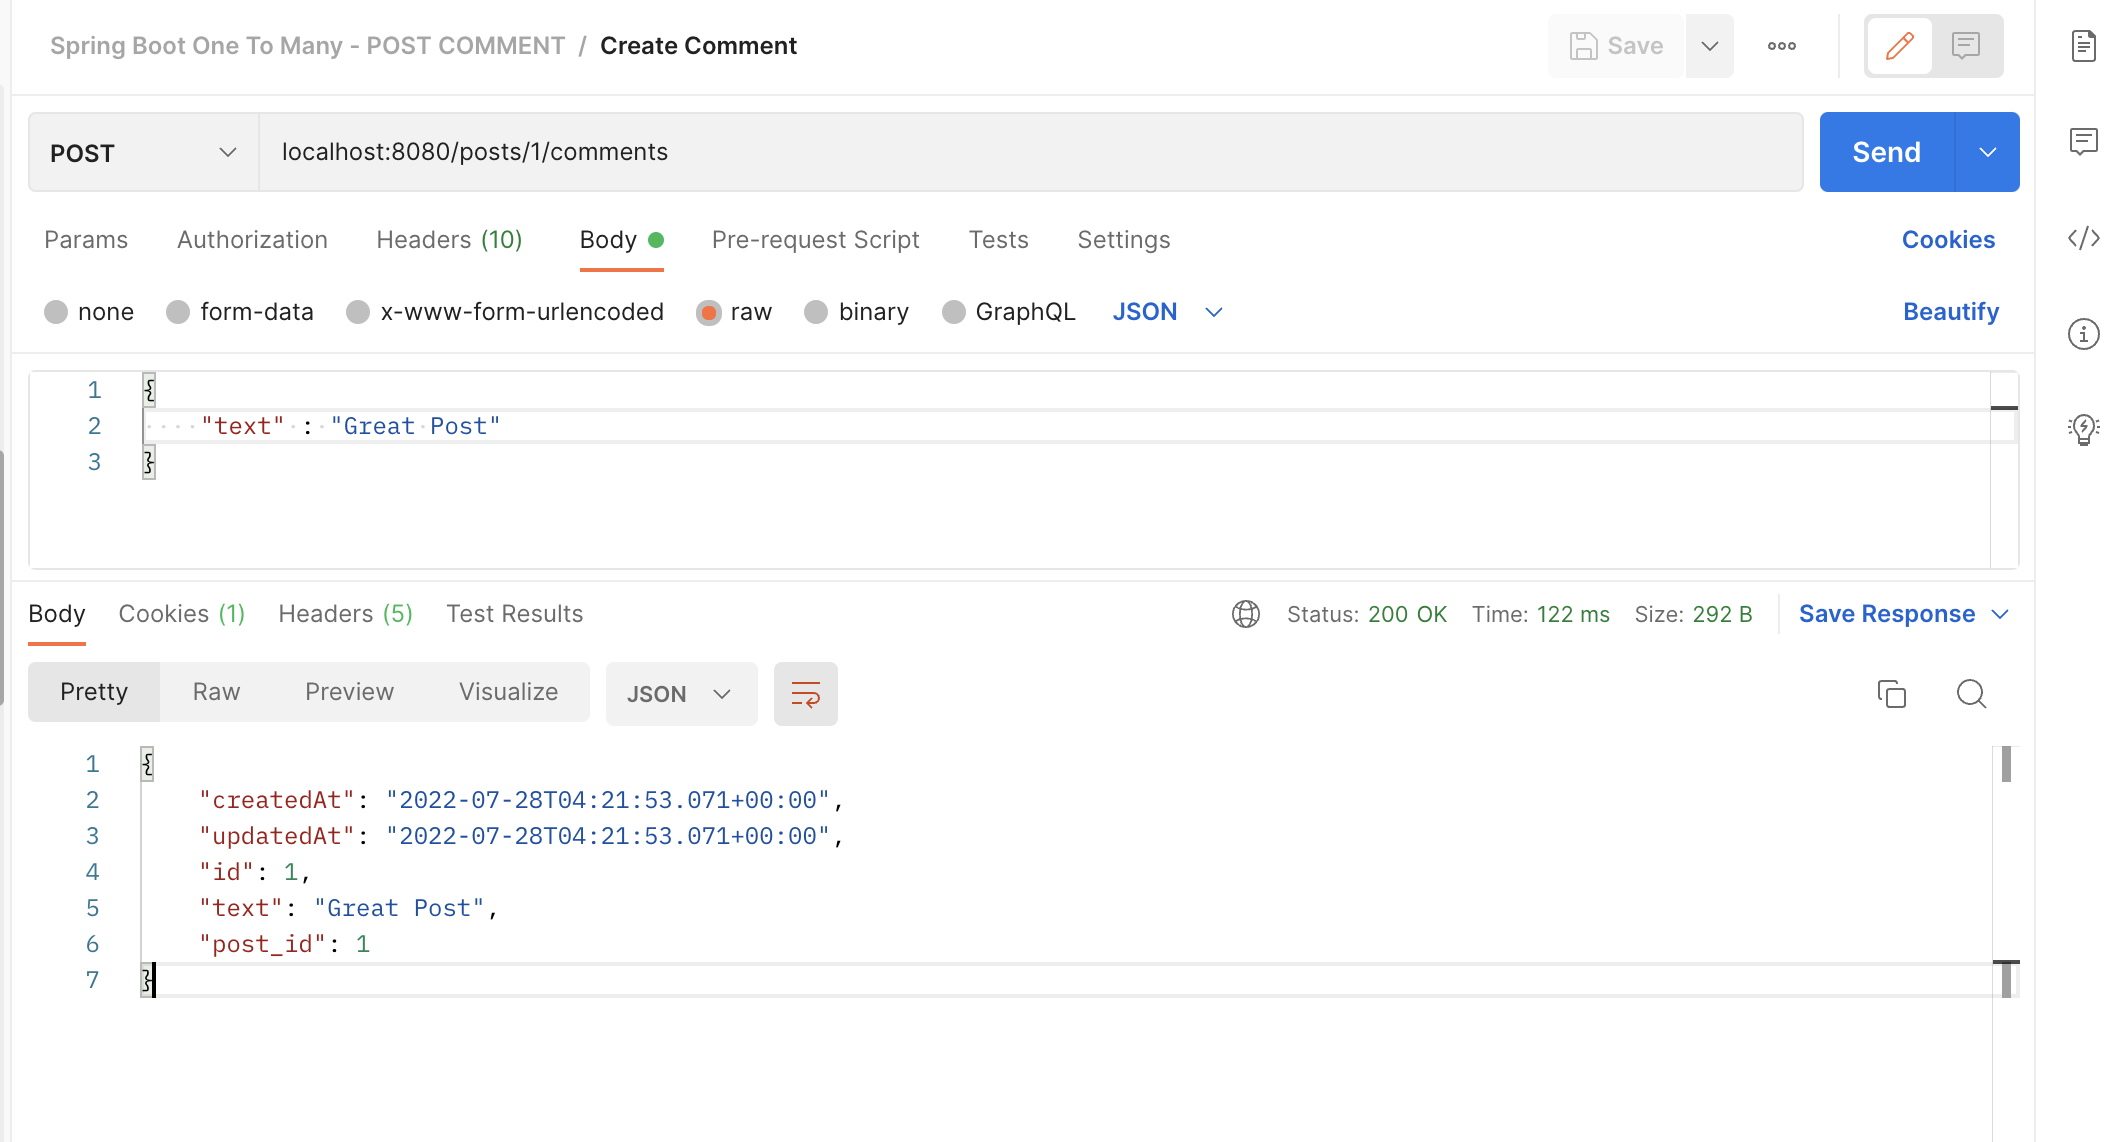 Spring Boot One To Many - POST COMMENT / Create Comment
Save
POST
localhost:8080/posts/1/comments
Send
Params Authorization Headers (10) Body Pre-request Script Tests Settings Cookies
none form-data x-www-form-urlencoded raw binary GraphQL JSON Beautify
1 {
2 "text" : "Great Post"
3 }
Body Cookies (1) Headers (5) Test Results Status: 200 OK Time: 122 ms Size: 292 B Save Response
Pretty Raw Preview Visualize JSON
1 {
2 "createdAt": "2022-07-28T04:21:53.071+00:00",
3 "updatedAt": "2022-07-28T04:21:53.071+00:00",
4 "id": 1,
5 "text": "Great Post",
6 "post_id": 1
7 }